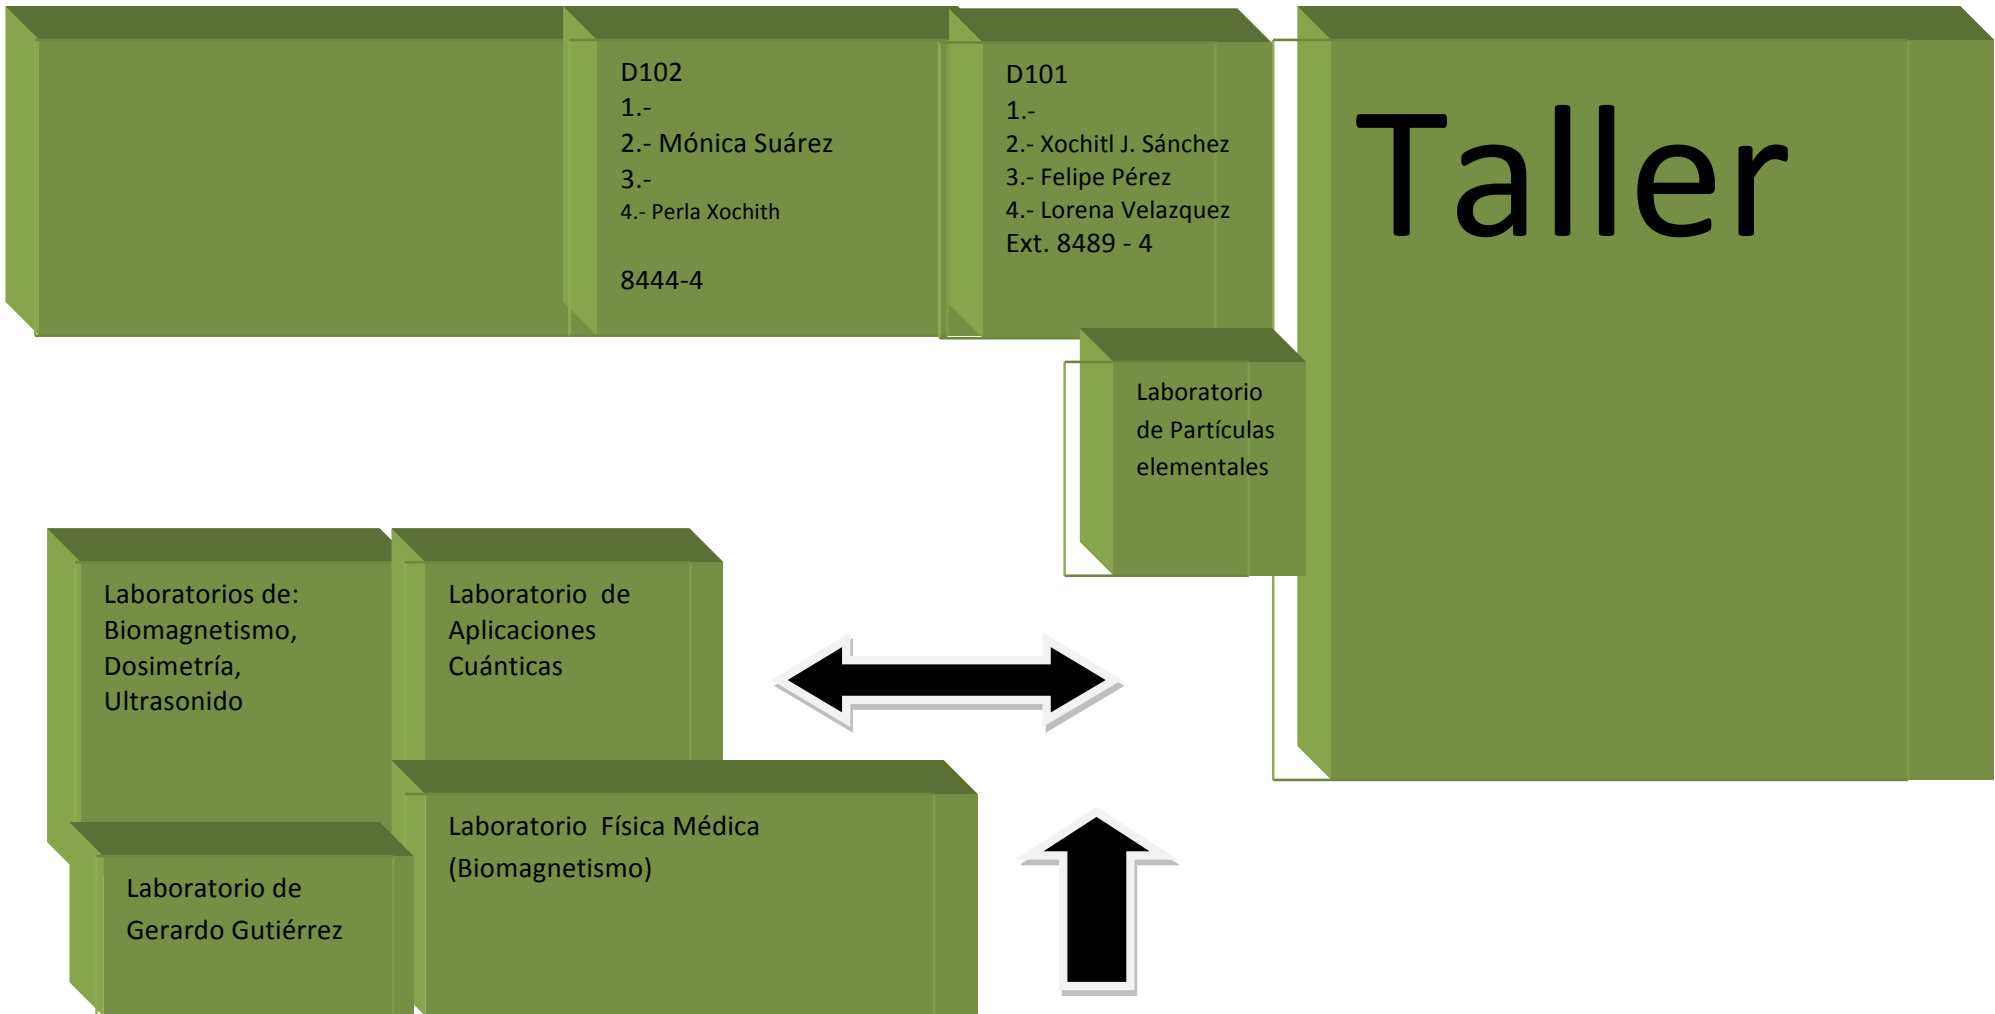 D102
1.-
2.- Mónica Suárez
3.-
4.- Perla Xochith
8444-4
D101
1.-
2.- Xochitl J. Sánchez
3.- Felipe Pérez
4.- Lorena Velazquez
Ext. 8489 - 4
Taller
Laboratorio
de Partículas
elementales
Laboratorios de:
Biomagnetismo,
Dosimetría,
Ultrasonido
Laboratorio de
Aplicaciones
Cuánticas
Laboratorio Física Médica
(Biomagnetismo)
Laboratorio de
Gerardo Gutiérrez